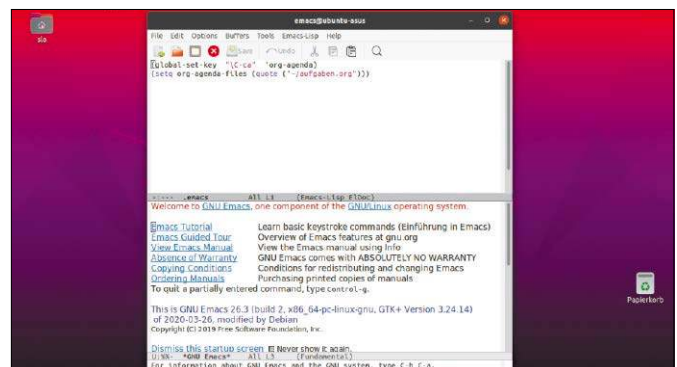 emacs@ubuntu-asus
sia
File Edit Options Buffers Tools Emacs-Lisp Help
Save Undo
(global-set-key "\C-ca" 'org-agenda)
(setq org-agenda-files (quote ("~/aufgaben.org")))
-:--- .emacs All L1 (Emacs-Lisp ElDoc)
Welcome to GNU Emacs, one component of the GNU/Linux operating system.
Emacs Tutorial Learn basic keystroke commands (Einführung in Emacs)
Emacs Guided Tour Overview of Emacs features at gnu.org
View Emacs Manual View the Emacs manual using Info
Absence of Warranty GNU Emacs comes with ABSOLUTELY NO WARRANTY
Copying Conditions Conditions for redistributing and changing Emacs
Ordering Manuals Purchasing printed copies of manuals
To quit a partially entered command, type Control-g.
This is GNU Emacs 26.3 (build 2, x86_64-pc-linux-gnu, GTK+ Version 3.24.14)
of 2020-03-26, modified by Debian
Copyright (C) 2019 Free Software Foundation, Inc.
Dismiss this startup screen Never show it again.
U:%%- *GNU Emacs* All L3 (Fundamental)
For information about GNU Emacs and the GNU system, type C-h C-a.
Papierkorb